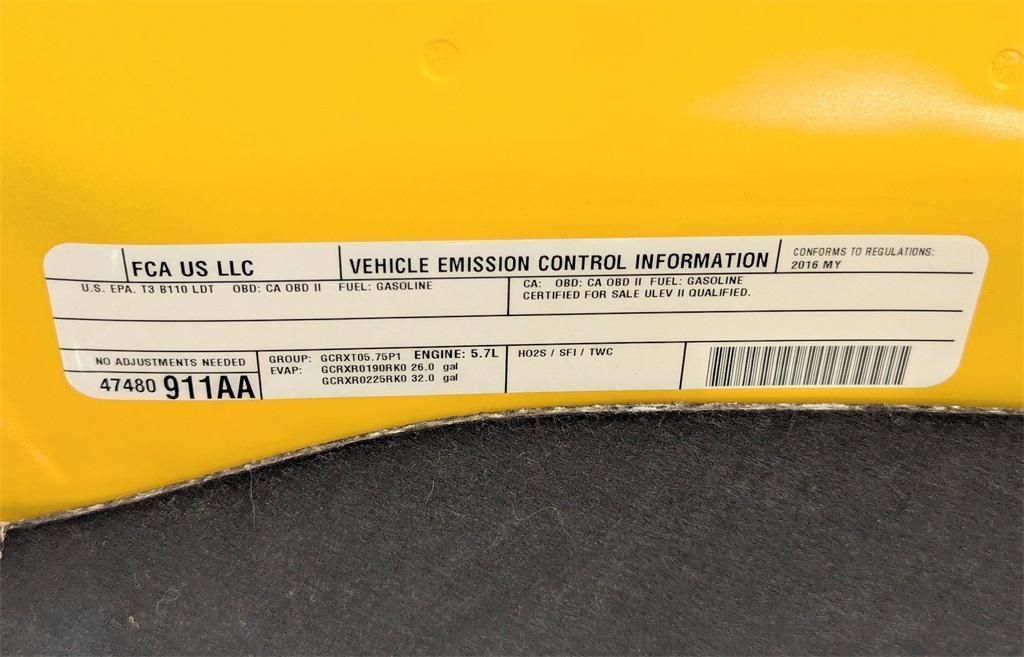 FCA US LLC
VEHICLE EMISSION CONTROL INFORMATION
CONFORMS TO REGULATIONS:
2016 MY
U.S. EPA. T3 B110 LDT OBD: CA OBD II FUEL: GASOLINE
CA: OBD: CA OBD II FUEL: GASOLINE
CERTIFIED FOR SALE ULEV II QUALIFIED.
NO ADJUSTMENTS NEEDED
47480 911AA
GROUP: GCRXT05.75P1 ENGINE: 5.7L
EVAP: GCRXR0190RK0 26.0 gal
GCRXR0225RK0 32.0 gal
HO2S / SFI / TWC